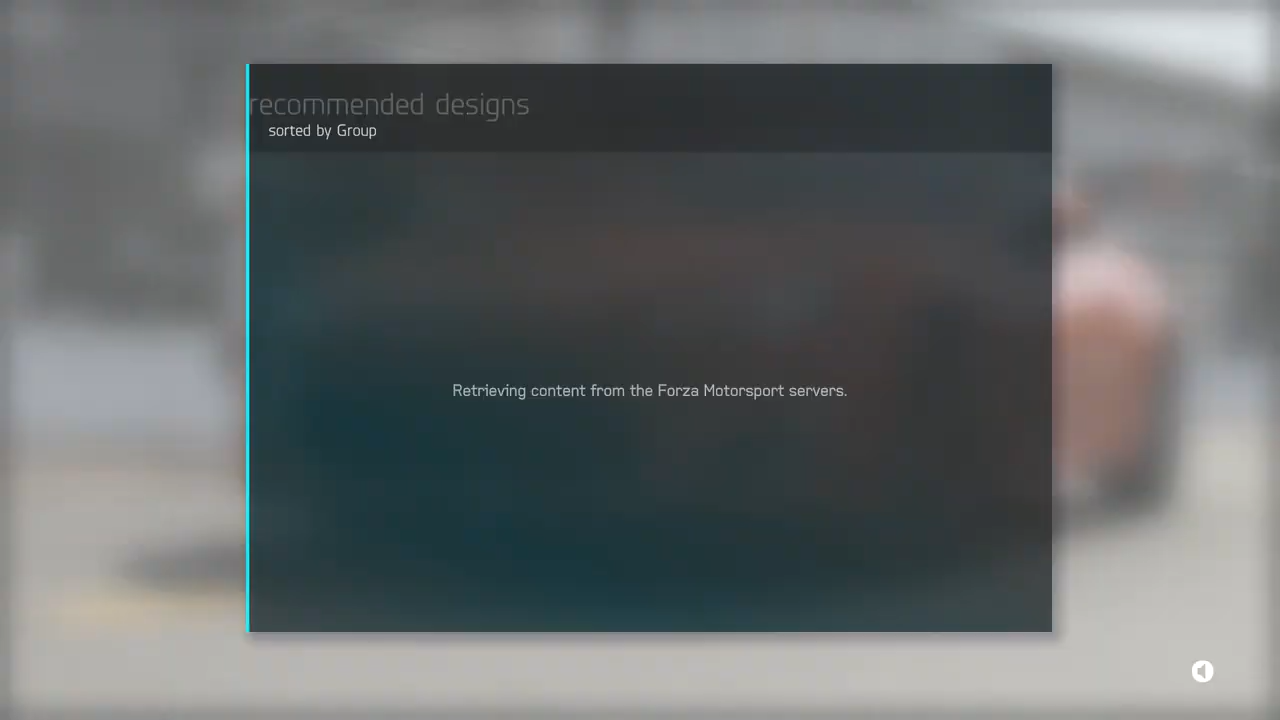 recommended designs
sorted by Group
Retrieving content from the Forza Motorsport servers.